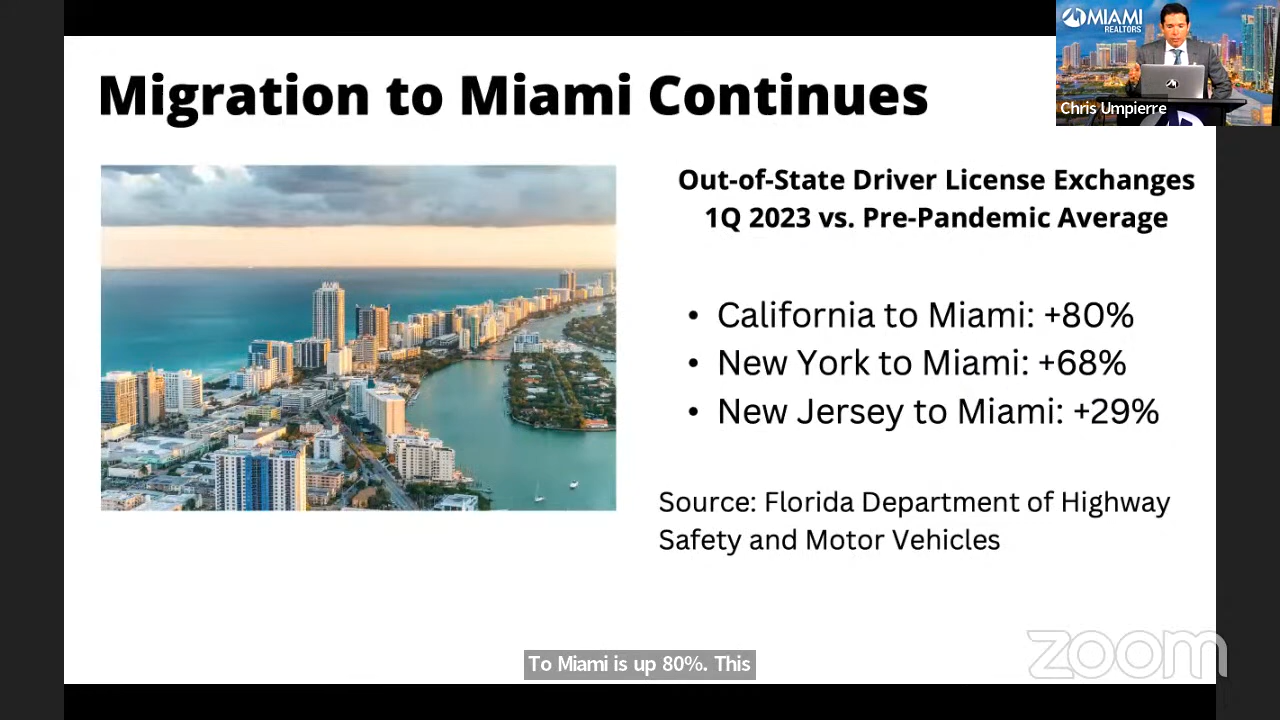 Migration to Miami Continues
MIAMI
REALTORS
Chris Umpierre
Out-of-State Driver License Exchanges
1Q 2023 vs. Pre-Pandemic Average
• California to Miami: +80%
• New York to Miami: +68%
• New Jersey to Miami: +29%
Source: Florida Department of Highway
Safety and Motor Vehicles
To Miami is up 80%. This
zoom